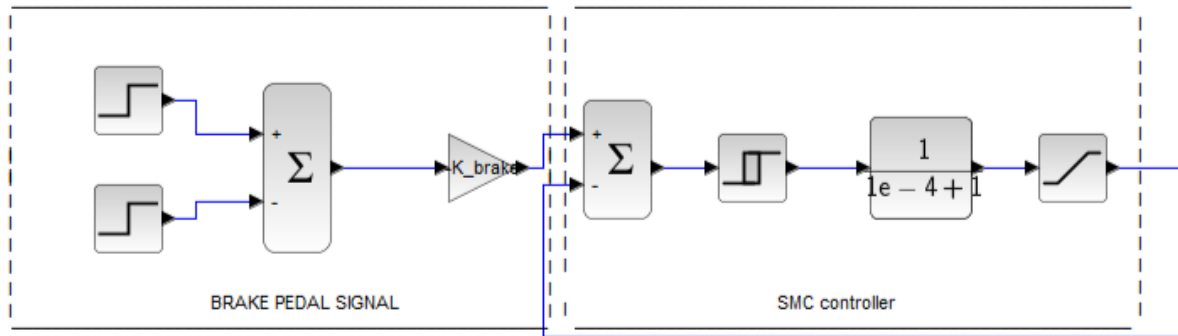 +
-
Σ
K_brake
+
-
Σ
1
1e − 4 + 1
BRAKE PEDAL SIGNAL
SMC controller